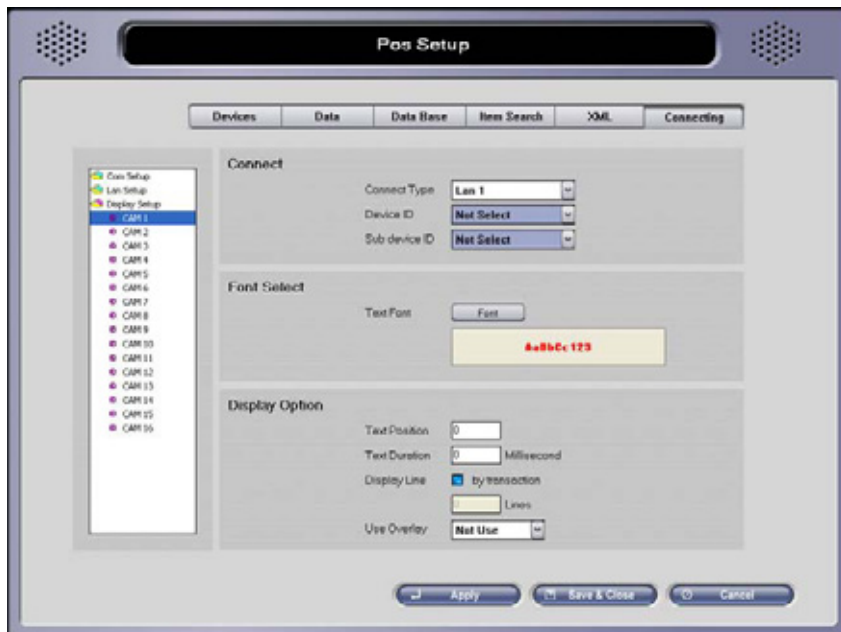 Pos Setup
Devices Data Data Base Item Search XML Connecting
Com Setup
Lan Setup
Display Setup
CAM 1
CAM 2
CAM 3
CAM 4
CAM 5
CAM 6
CAM 7
CAM 8
CAM 9
CAM 10
CAM 11
CAM 12
CAM 13
CAM 14
CAM 15
CAM 16
Connect
Connect Type Lan 1
Device ID Not Select
Sub device ID Not Select
Font Select
Text Font Font
AaBbCc 123
Display Option
Text Position 0
Text Duration 0 Millisecond
Display Line by transaction
0 Lines
Use Overlay Not Use
Apply Save & Close Cancel